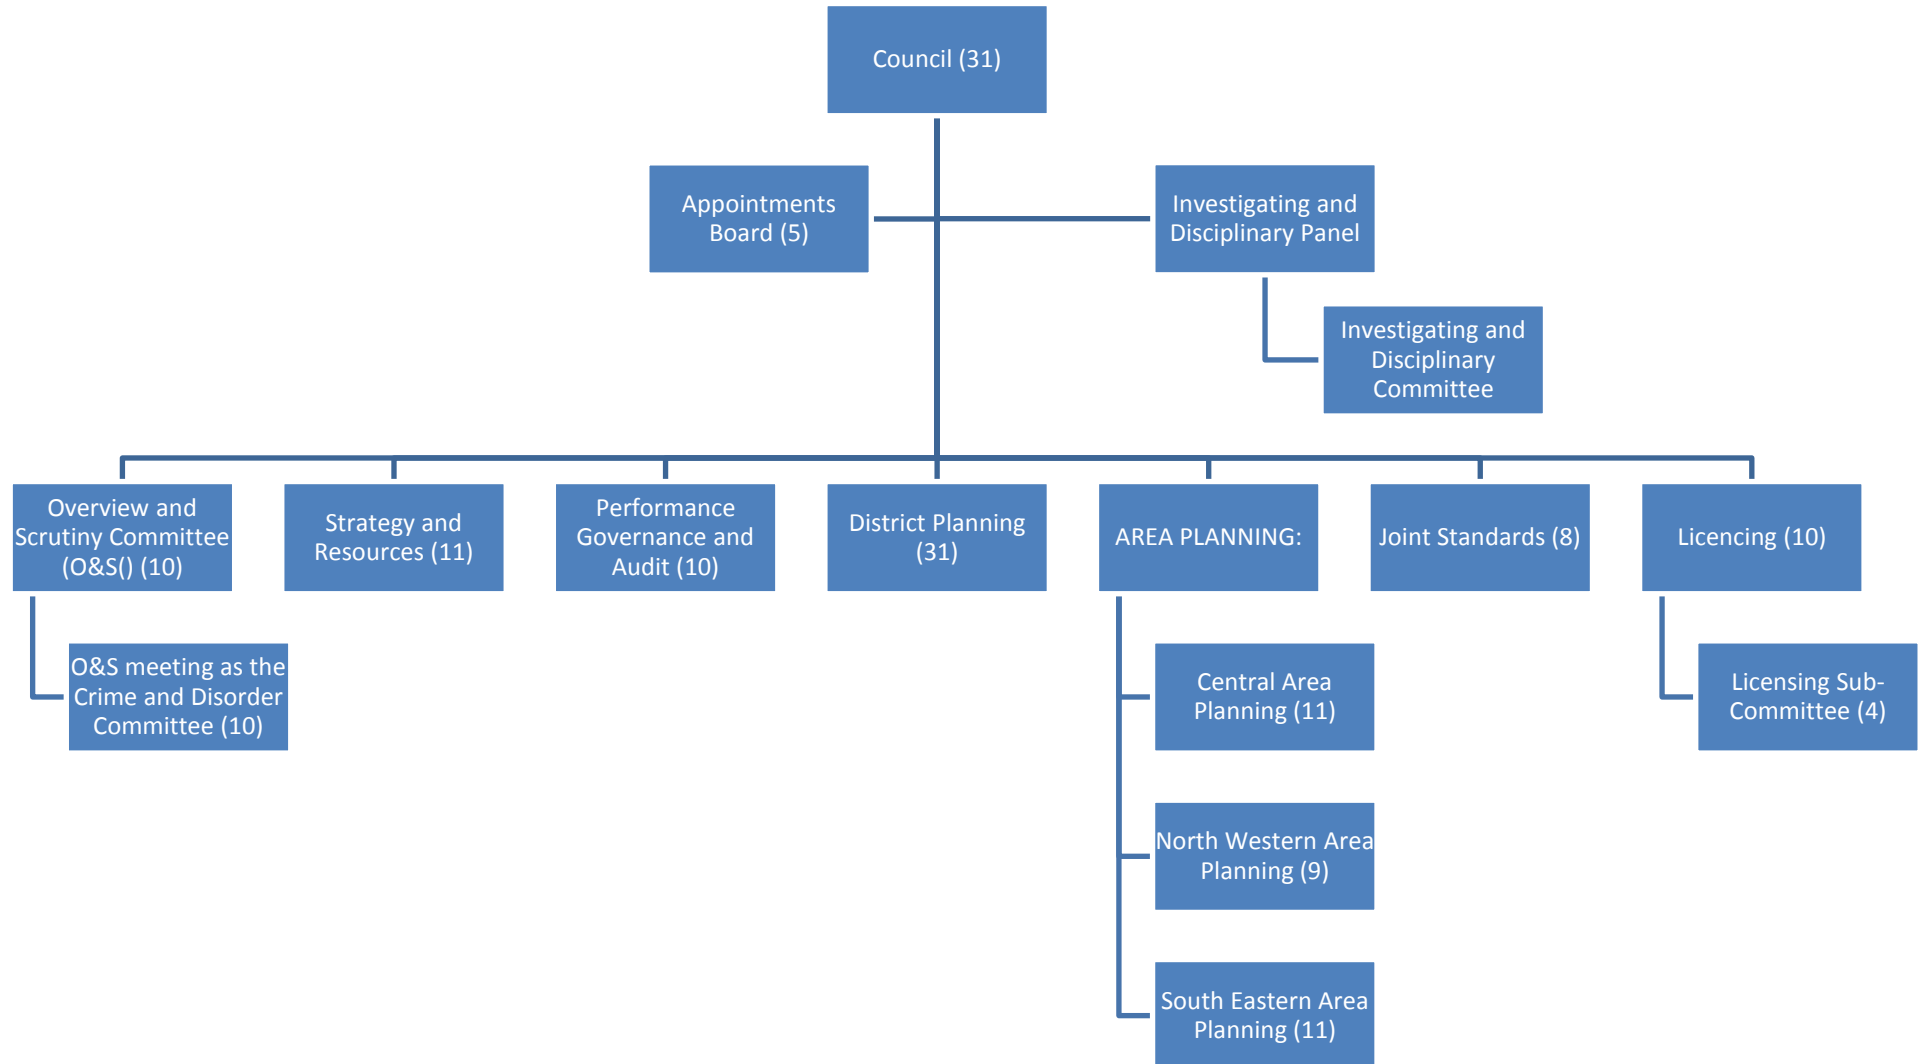 Council (31)
Appointments
Board (5)
Investigating and
Disciplinary Panel
Investigating and
Disciplinary
Committee
Overview and
Scrutiny Committee
(O&S() (10)
Strategy and
Resources (11)
Performance
Governance and
Audit (10)
District Planning
(31)
AREA PLANNING:
Joint Standards (8)
Licencing (10)
O&S meeting as the
Crime and Disorder
Committee (10)
Central Area
Planning (11)
Licensing Sub-
Committee (4)
North Western Area
Planning (9)
South Eastern Area
Planning (11)